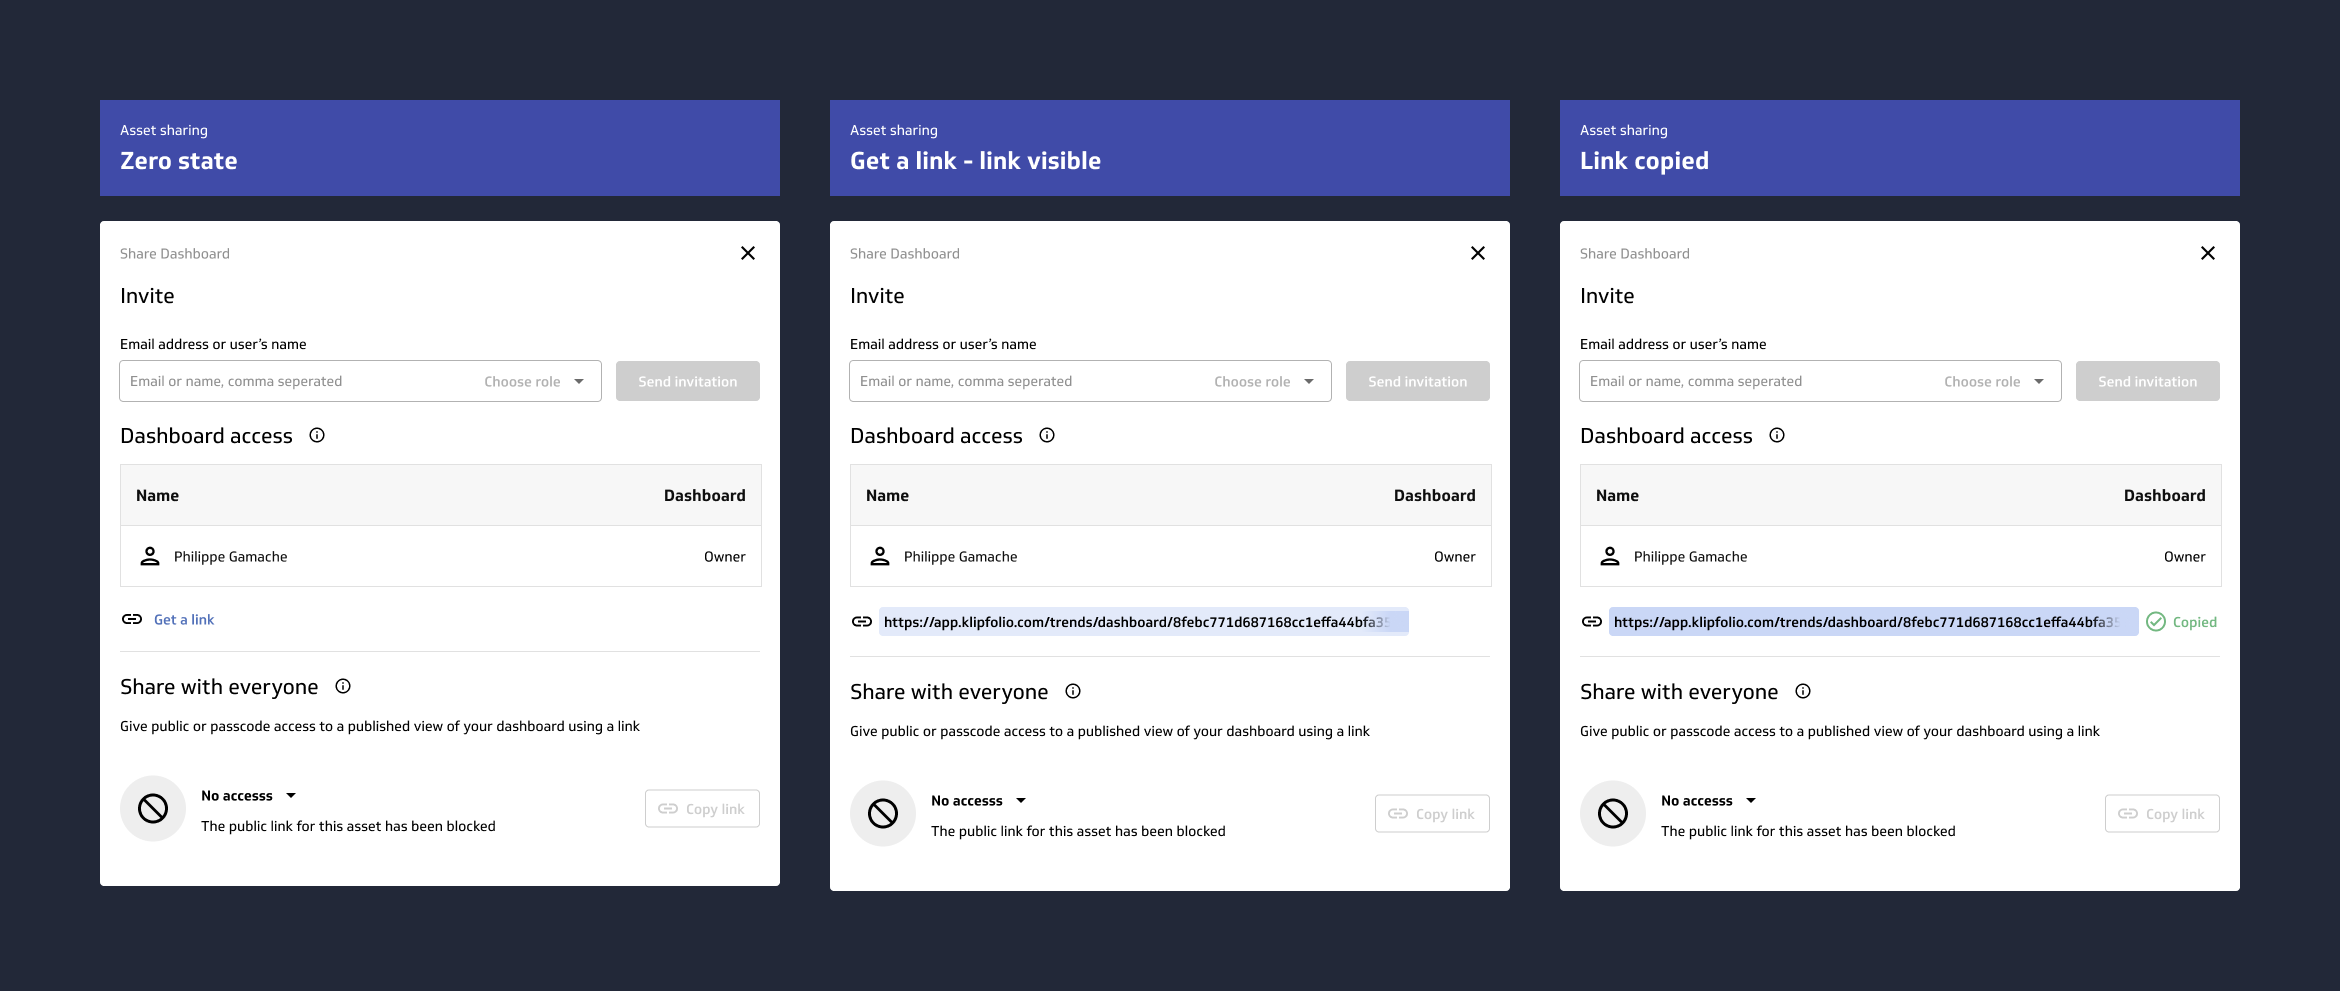 Asset sharing
Zero state
Share Dashboard
Invite
Email address or user’s name
Email or name, comma seperated Choose role Send invitation
Dashboard access
Name Dashboard
Philippe Gamache Owner
Get a link
Share with everyone
Give public or passcode access to a published view of your dashboard using a link
No accesss
The public link for this asset has been blocked
Copy link
Asset sharing
Get a link - link visible
Share Dashboard
Invite
Email address or user’s name
Email or name, comma seperated Choose role Send invitation
Dashboard access
Name Dashboard
Philippe Gamache Owner
https://app.klipfolio.com/trends/dashboard/8febc771d687168cc1effa44bfa35
Share with everyone
Give public or passcode access to a published view of your dashboard using a link
No accesss
The public link for this asset has been blocked
Copy link
Asset sharing
Link copied
Share Dashboard
Invite
Email address or user’s name
Email or name, comma seperated Choose role Send invitation
Dashboard access
Name Dashboard
Philippe Gamache Owner
https://app.klipfolio.com/trends/dashboard/8febc771d687168cc1effa44bfa35 Copied
Share with everyone
Give public or passcode access to a published view of your dashboard using a link
No accesss
The public link for this asset has been blocked
Copy link